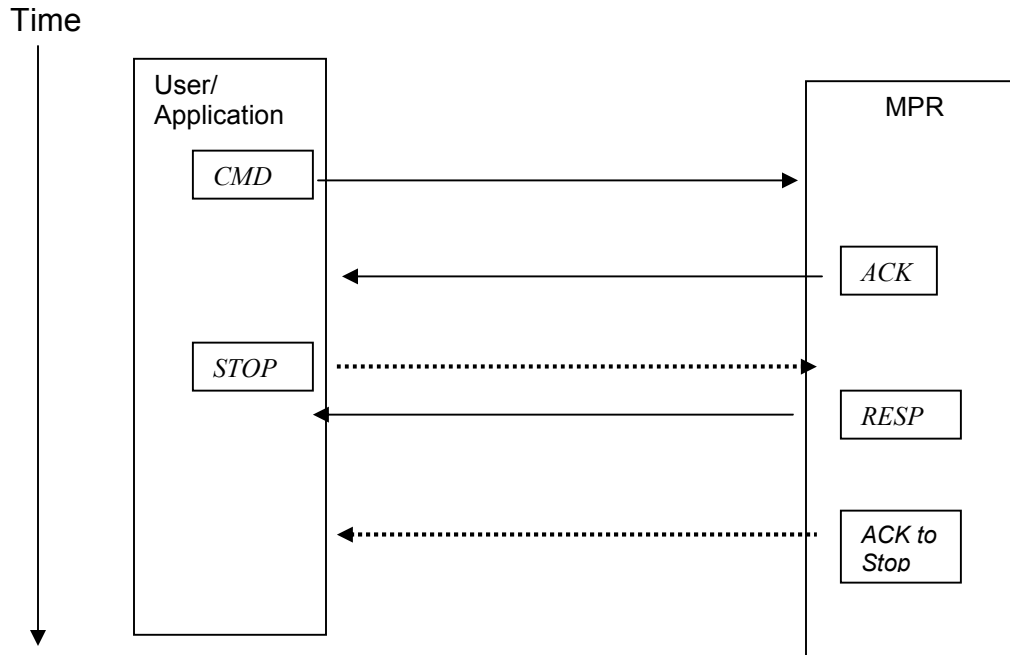 Time
User/
Application
MPR
CMD
ACK
STOP
RESP
ACK to
Stop